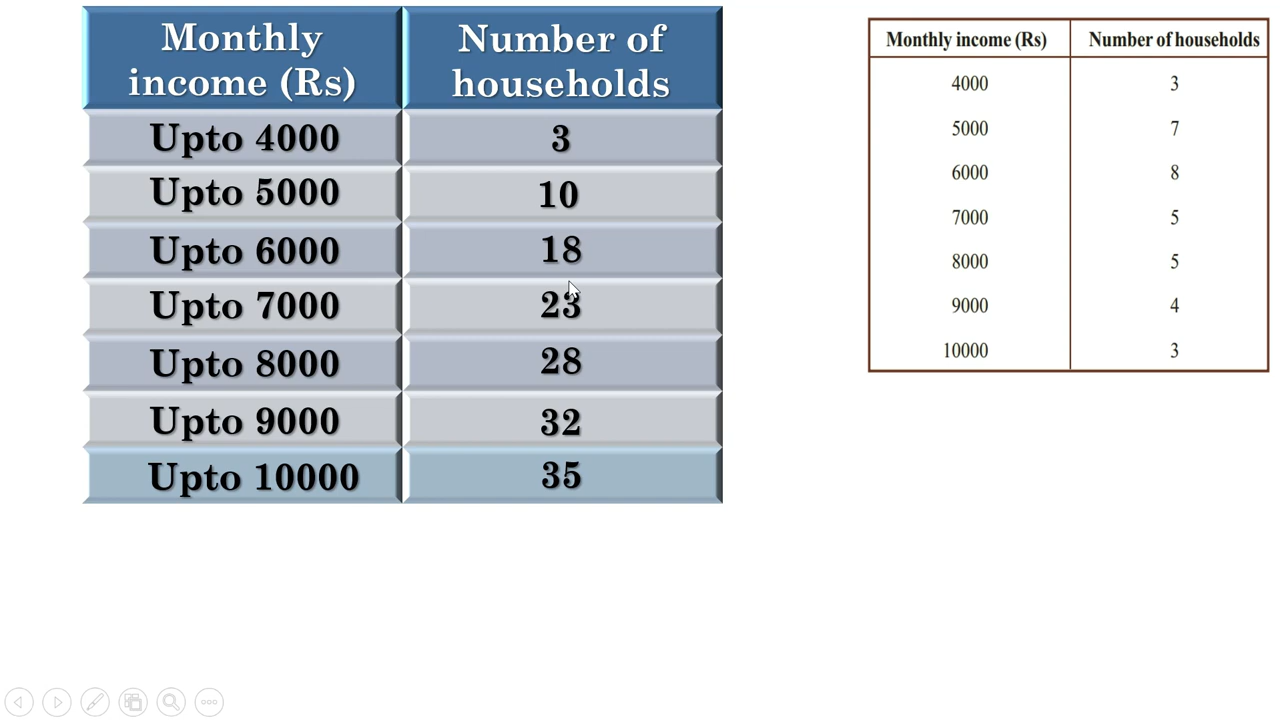 Monthly income (Rs) Number of households
Upto 4000 3
Upto 5000 10
Upto 6000 18
Upto 7000 23
Upto 8000 28
Upto 9000 32
Upto 10000 35
Monthly income (Rs) Number of households
4000 3
5000 7
6000 8
7000 5
8000 5
9000 4
10000 3